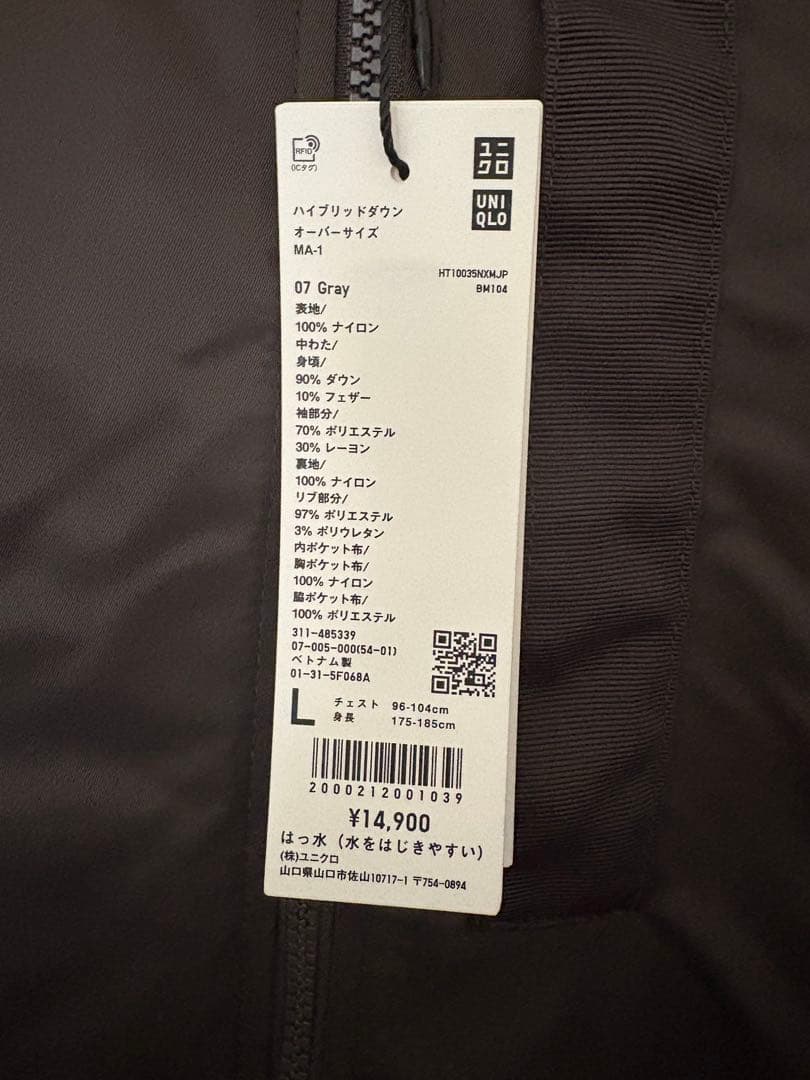 RFID
(ICタグ)
ユニ
クロ
UNI
QLO
ハイブリッドダウン
オーバーサイズ
MA-1
HT10035NXMJP
BM104
07 Gray
表地/
100% ナイロン
中わた/
身頃/
90% ダウン
10% フェザー
袖部分/
70% ポリエステル
30% レーヨン
裏地/
100% ナイロン
リブ部分/
97% ポリエステル
3% ポリウレタン
内ポケット布/
胸ポケット布/
100% ナイロン
脇ポケット布/
100% ポリエステル
311-485339
07-005-000(54-01)
ベトナム製
01-31-5F068A
L チェスト 96-104cm
身長 175-185cm
2000212001039
¥14,900
はっ水（水をはじきやすい）
(株)ユニクロ
山口県山口市佐山10717-1 〒754-0894